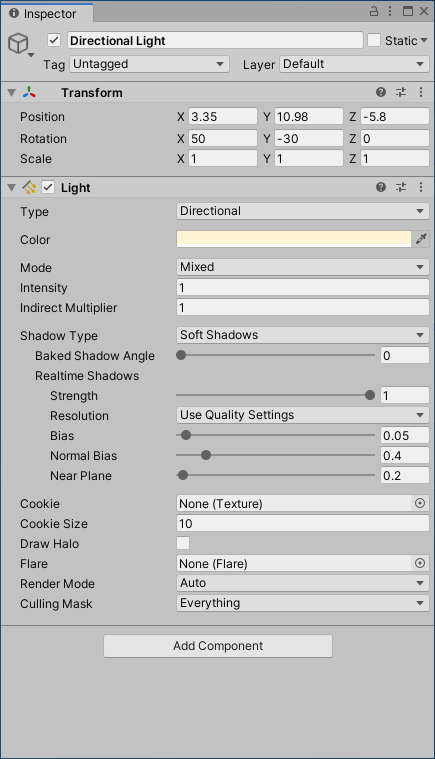 Inspector
Directional Light Static
Tag Untagged Layer Default
Transform
Position X 3.35 Y 10.98 Z -5.8
Rotation X 50 Y -30 Z 0
Scale X 1 Y 1 Z 1
Light
Type Directional
Color
Mode Mixed
Intensity 1
Indirect Multiplier 1
Shadow Type Soft Shadows
Baked Shadow Angle 0
Realtime Shadows
Strength 1
Resolution Use Quality Settings
Bias 0.05
Normal Bias 0.4
Near Plane 0.2
Cookie None (Texture)
Cookie Size 10
Draw Halo
Flare None (Flare)
Render Mode Auto
Culling Mask Everything
Add Component